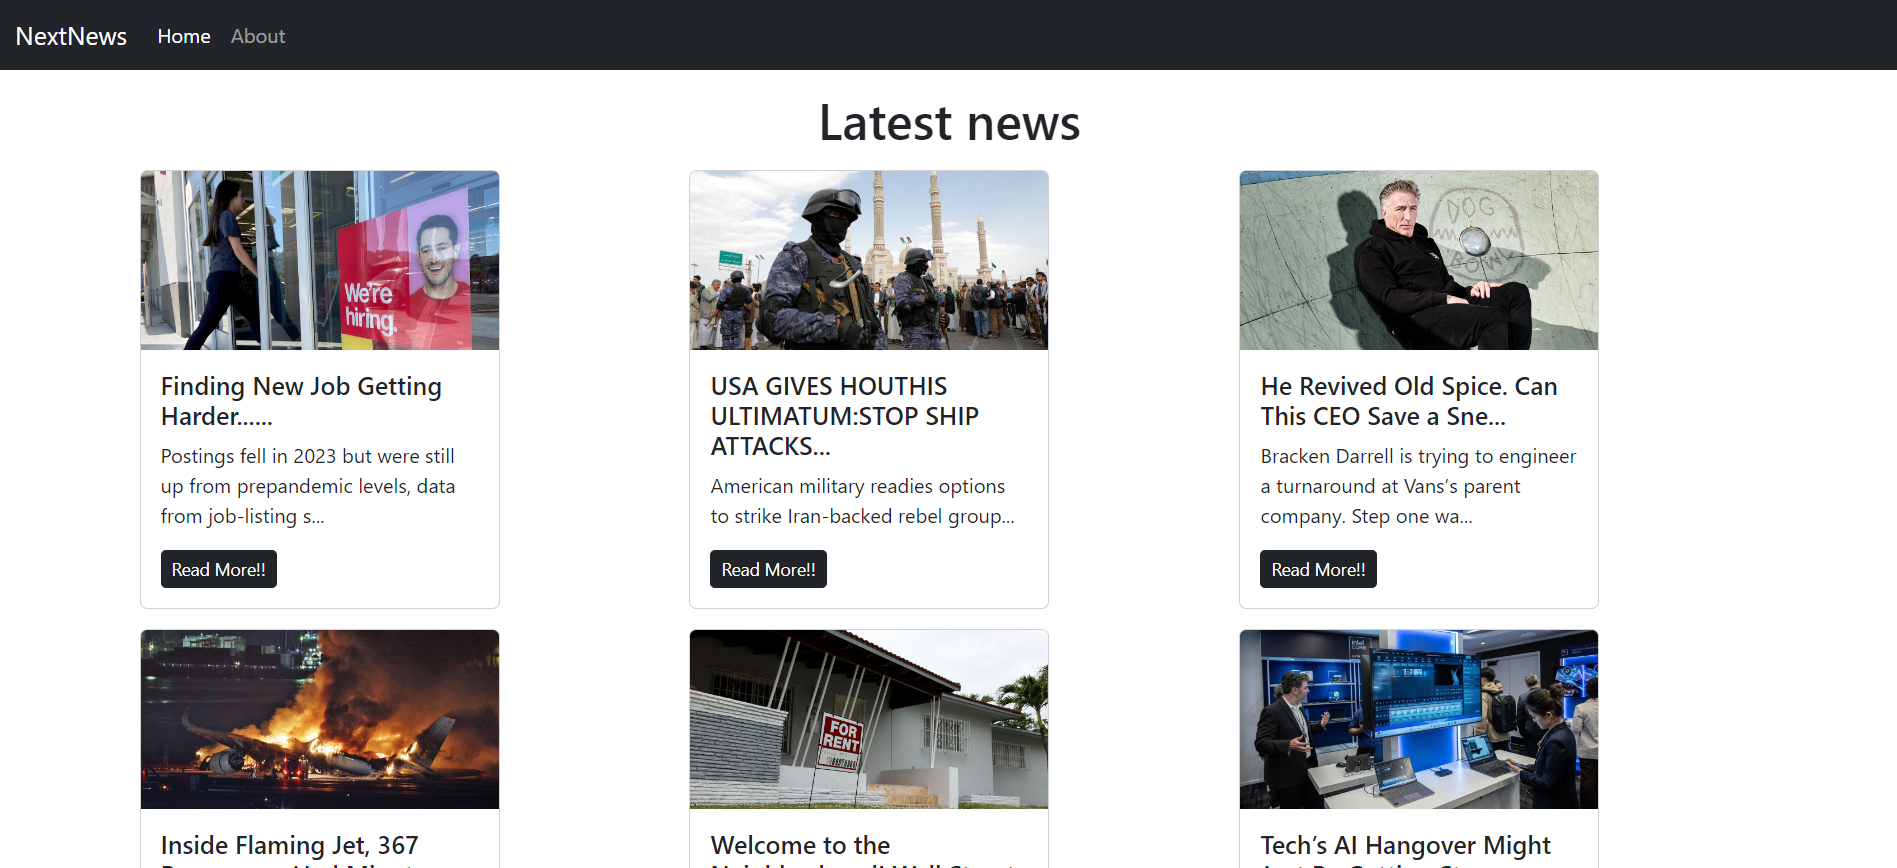 NextNews Home About
Latest news
We're
hiring.
DOG
BOWL
Finding New Job Getting
Harder......
Postings fell in 2023 but were still
up from prepandemic levels, data
from job-listing s...
Read More!!
USA GIVES HOUTHIS
ULTIMATUM:STOP SHIP
ATTACKS...
American military readies options
to strike Iran-backed rebel group...
Read More!!
He Revived Old Spice. Can
This CEO Save a Sne...
Bracken Darrell is trying to engineer
a turnaround at Vans’s parent
company. Step one wa...
Read More!!
FOR
RENT
intel
CORE
Inside Flaming Jet, 367
Welcome to the
Tech’s AI Hangover Might